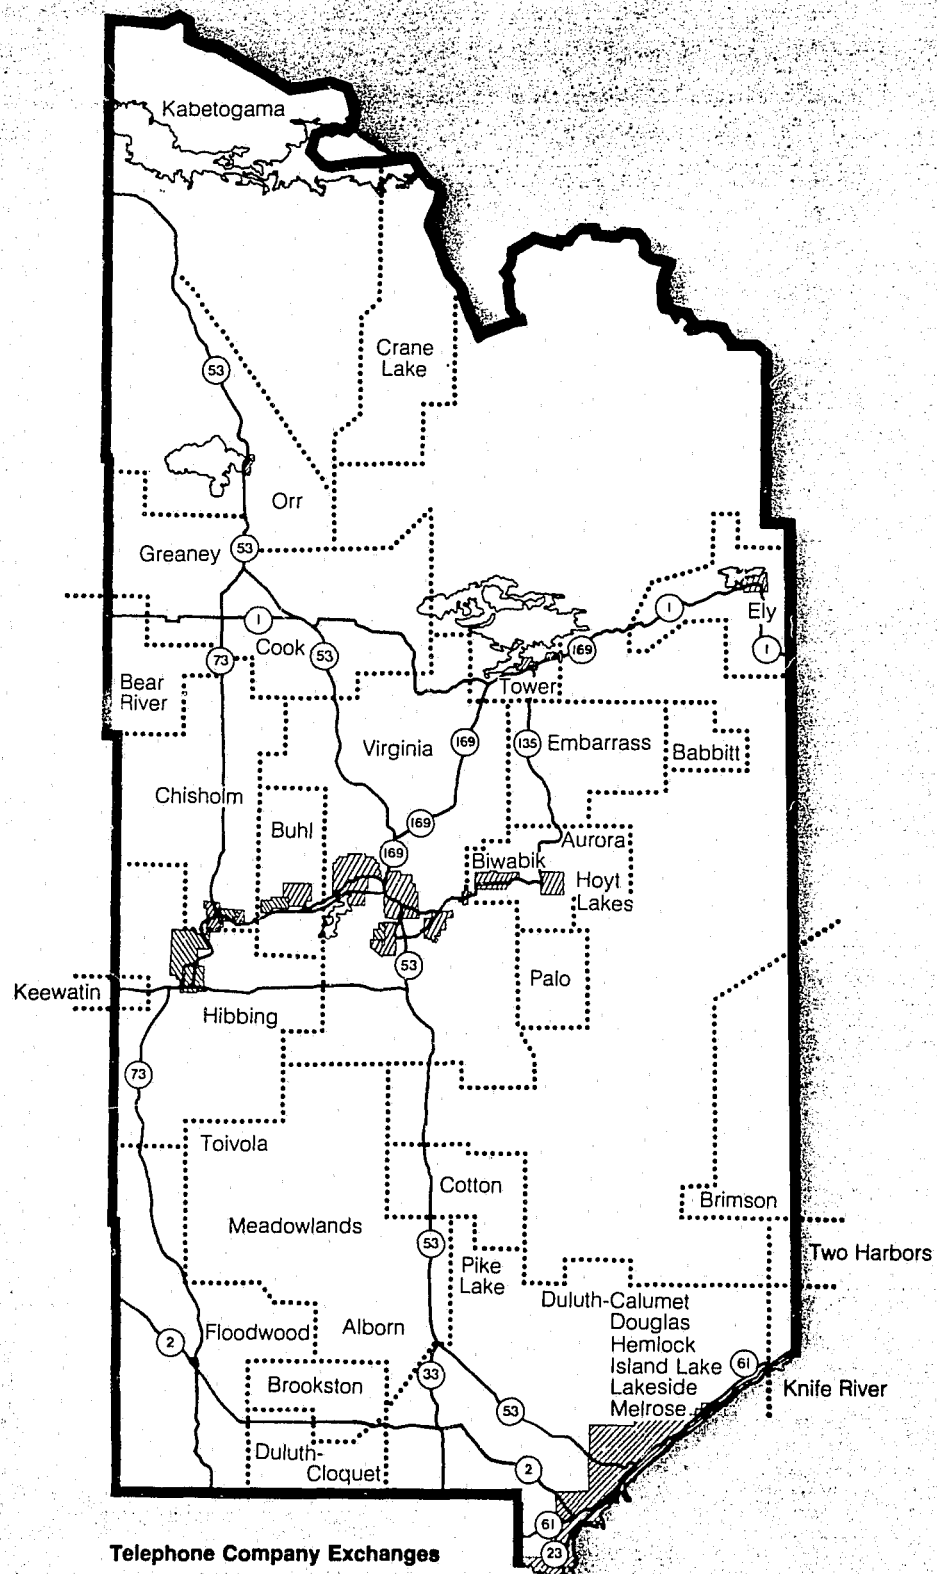 Kabetogama
Crane
Lake
53
Orr
Greaney
53
Ely
1
1
Cook
53
169
1
73
Bear
River
Tower
Virginia
169
135
Embarrass
Babbitt
Chisholm
Buhl
169
169
Aurora
Biwabik
Hoyt
Lakes
53
Palo
Keewatin
Hibbing
73
Toivola
Cotton
Brimson
Meadowlands
53
Two Harbors
Pike
Lake
Duluth-Calumet
Douglas
Hemlock
Island Lake
Lakeside
Melrose
61
Knife River
2
Floodwood
Alborn
33
Brookston
53
Duluth-
Cloquet
2
61
23
Telephone Company Exchanges